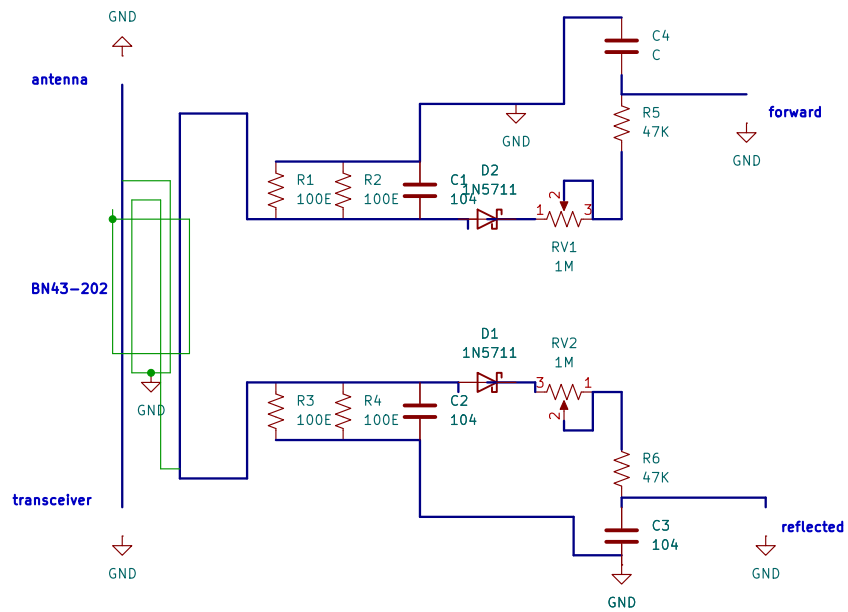 GND
antenna
C4
C
R5
47K
forward
GND
GND
D2
1N5711
R1
100E
R2
100E
C1
104
2
1
3
RV1
1M
BN43-202
D1
1N5711
RV2
1M
3
1
2
GND
R3
100E
R4
100E
C2
104
R6
47K
transceiver
C3
104
reflected
GND
GND
GND